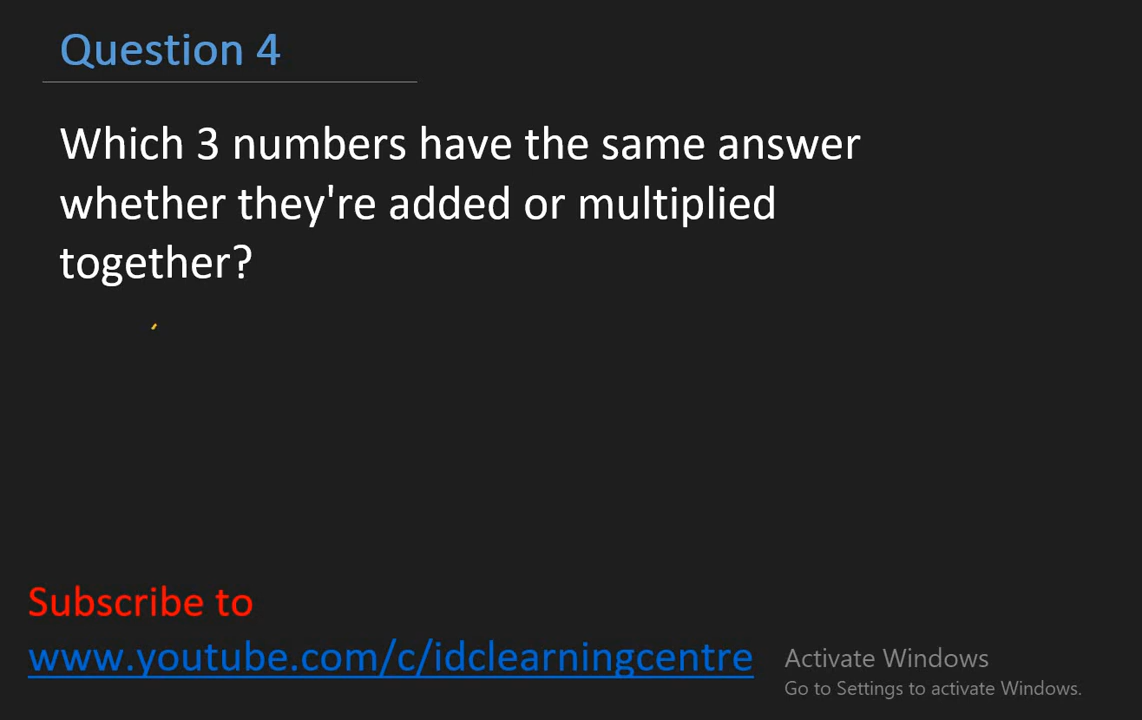 Question 4
Which 3 numbers have the same answer
whether they're added or multiplied
together?
Subscribe to
www.youtube.com/c/idclearningcentre
Activate Windows
Go to Settings to activate Windows.